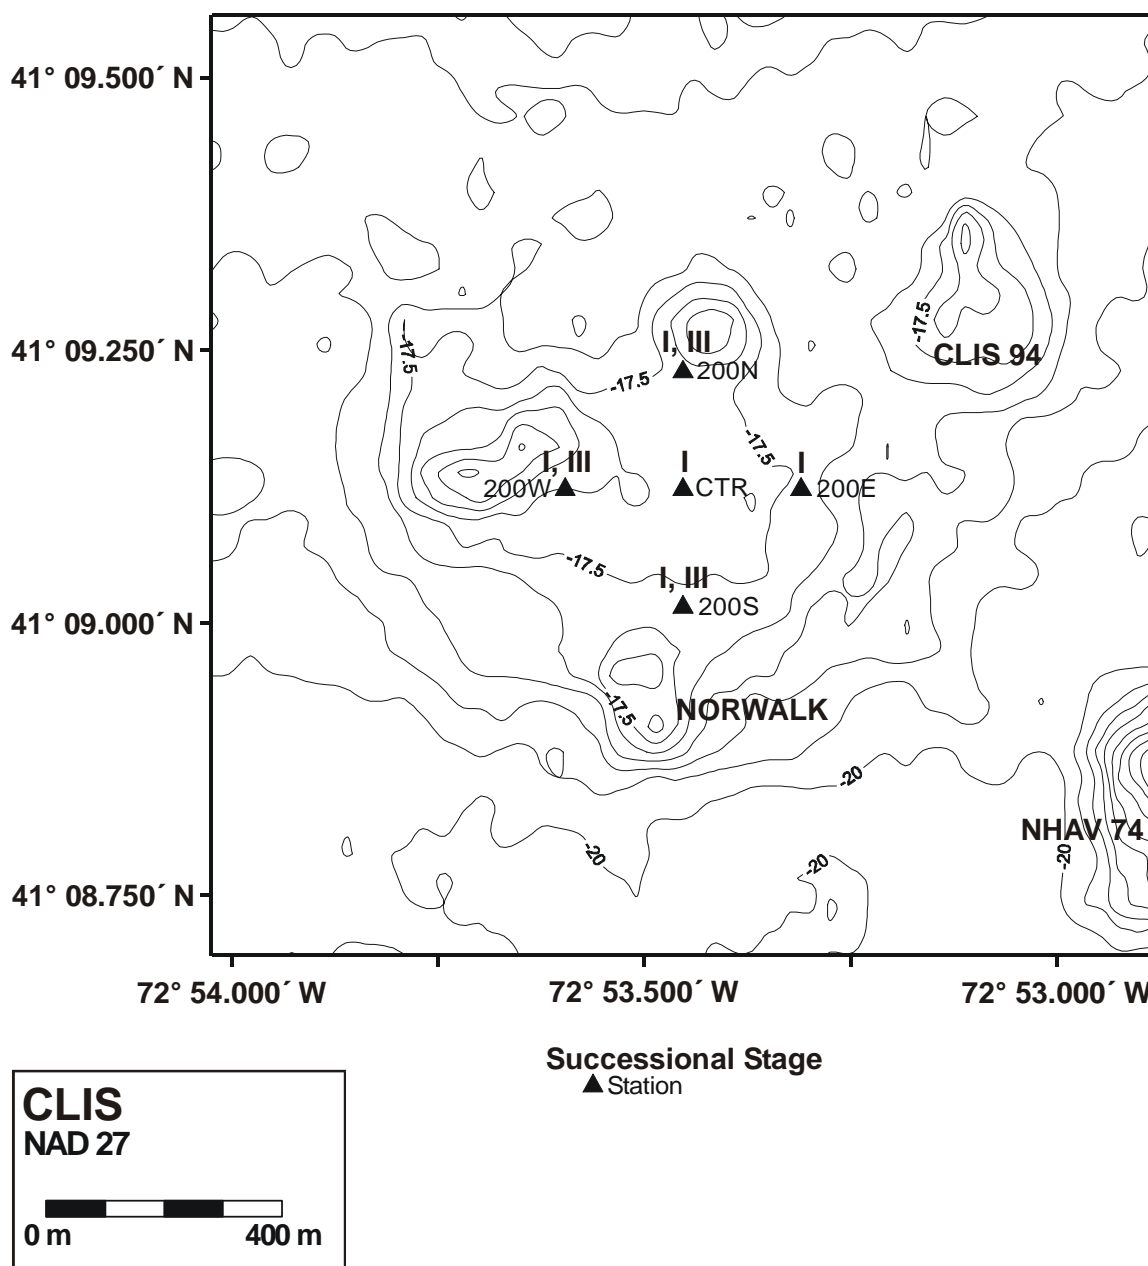 41° 09.500´ N
-17.5
41° 09.250´ N
-17.5
I, III
200N
-17.5
CLIS 94
-17.5
I, III
200W
I
CTR
I
200E
-17.5
I, III
200S
41° 09.000´ N
-17.5
NORWALK
-20
NHAV 74
-20
-20
-20
41° 08.750´ N
72° 54.000´ W
72° 53.500´ W
72° 53.000´ W
Successional Stage
Station
CLIS
NAD 27
0 m
400 m